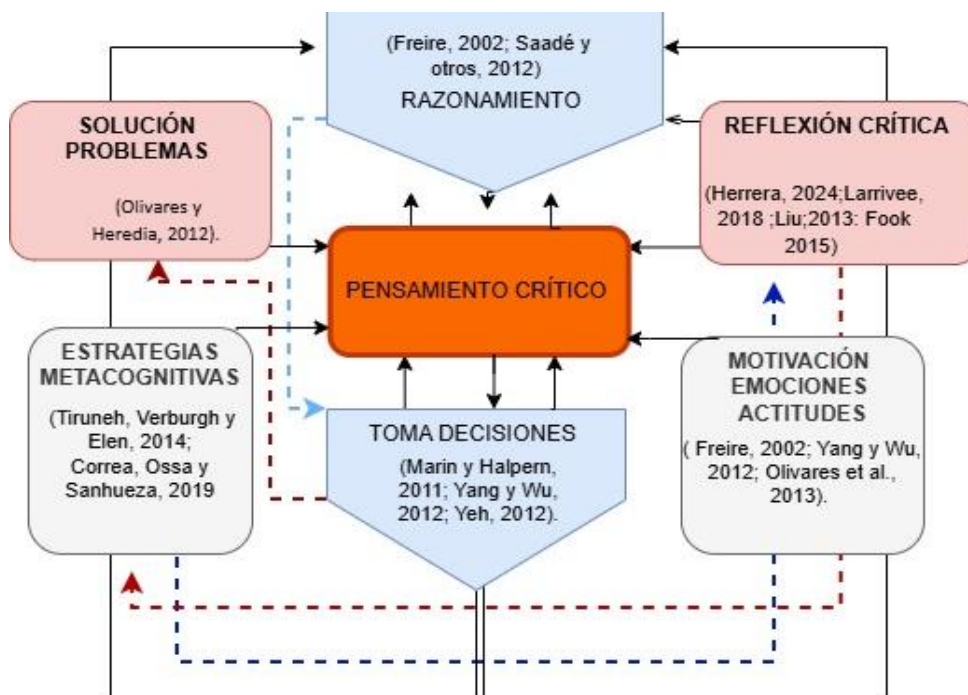 (Freire, 2002; Saadé y
otros, 2012)
RAZONAMIENTO
SOLUCIÓN
PROBLEMAS
(Olivares y
Heredia, 2012).
REFLEXIÓN CRÍTICA
(Herrera, 2024;Larrivee,
2018 ;Liu;2013: Fook
2015)
PENSAMIENTO CRÍTICO
ESTRATEGIAS
METACOGNITIVAS
(Tiruneh, Verburgh y
Elen, 2014;
Correa, Ossa y
Sanhueza, 2019
TOMA DECISIONES
(Marin y Halpern,
2011; Yang y Wu,
2012; Yeh, 2012).
MOTIVACIÓN
EMOCIONES
ACTITUDES
( Freire, 2002; Yang y Wu,
2012; Olivares et al.,
2013).